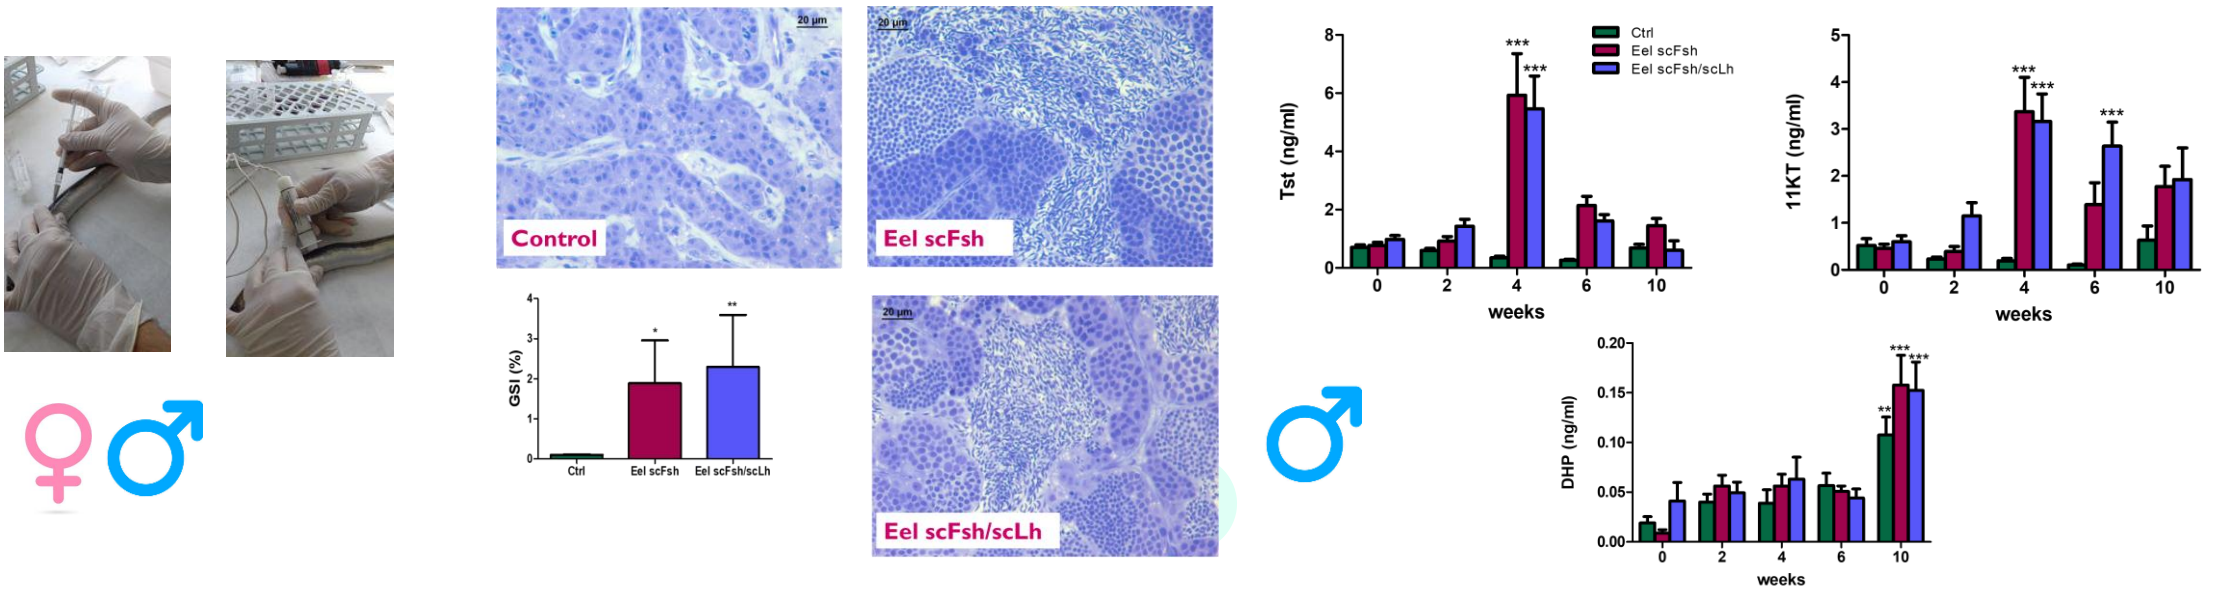 20 µm
Control
20 µm
Eel scFsh
4
3
2
1
0
GSI (%)
*
**
Ctrl
Eel scFsh
Eel scFsh/scLh
20 µm
Eel scFsh/scLh
Ctrl
Eel scFsh
Eel scFsh/scLh
8
6
4
2
0
Tst (ng/ml)
***
***
0 2 4 6 10
weeks
5
4
3
2
1
0
11KT (ng/ml)
***
***
***
0 2 4 6 10
weeks
0.20
0.15
0.10
0.05
0.00
DHP (ng/ml)
**
***
***
0 2 4 6 10
weeks